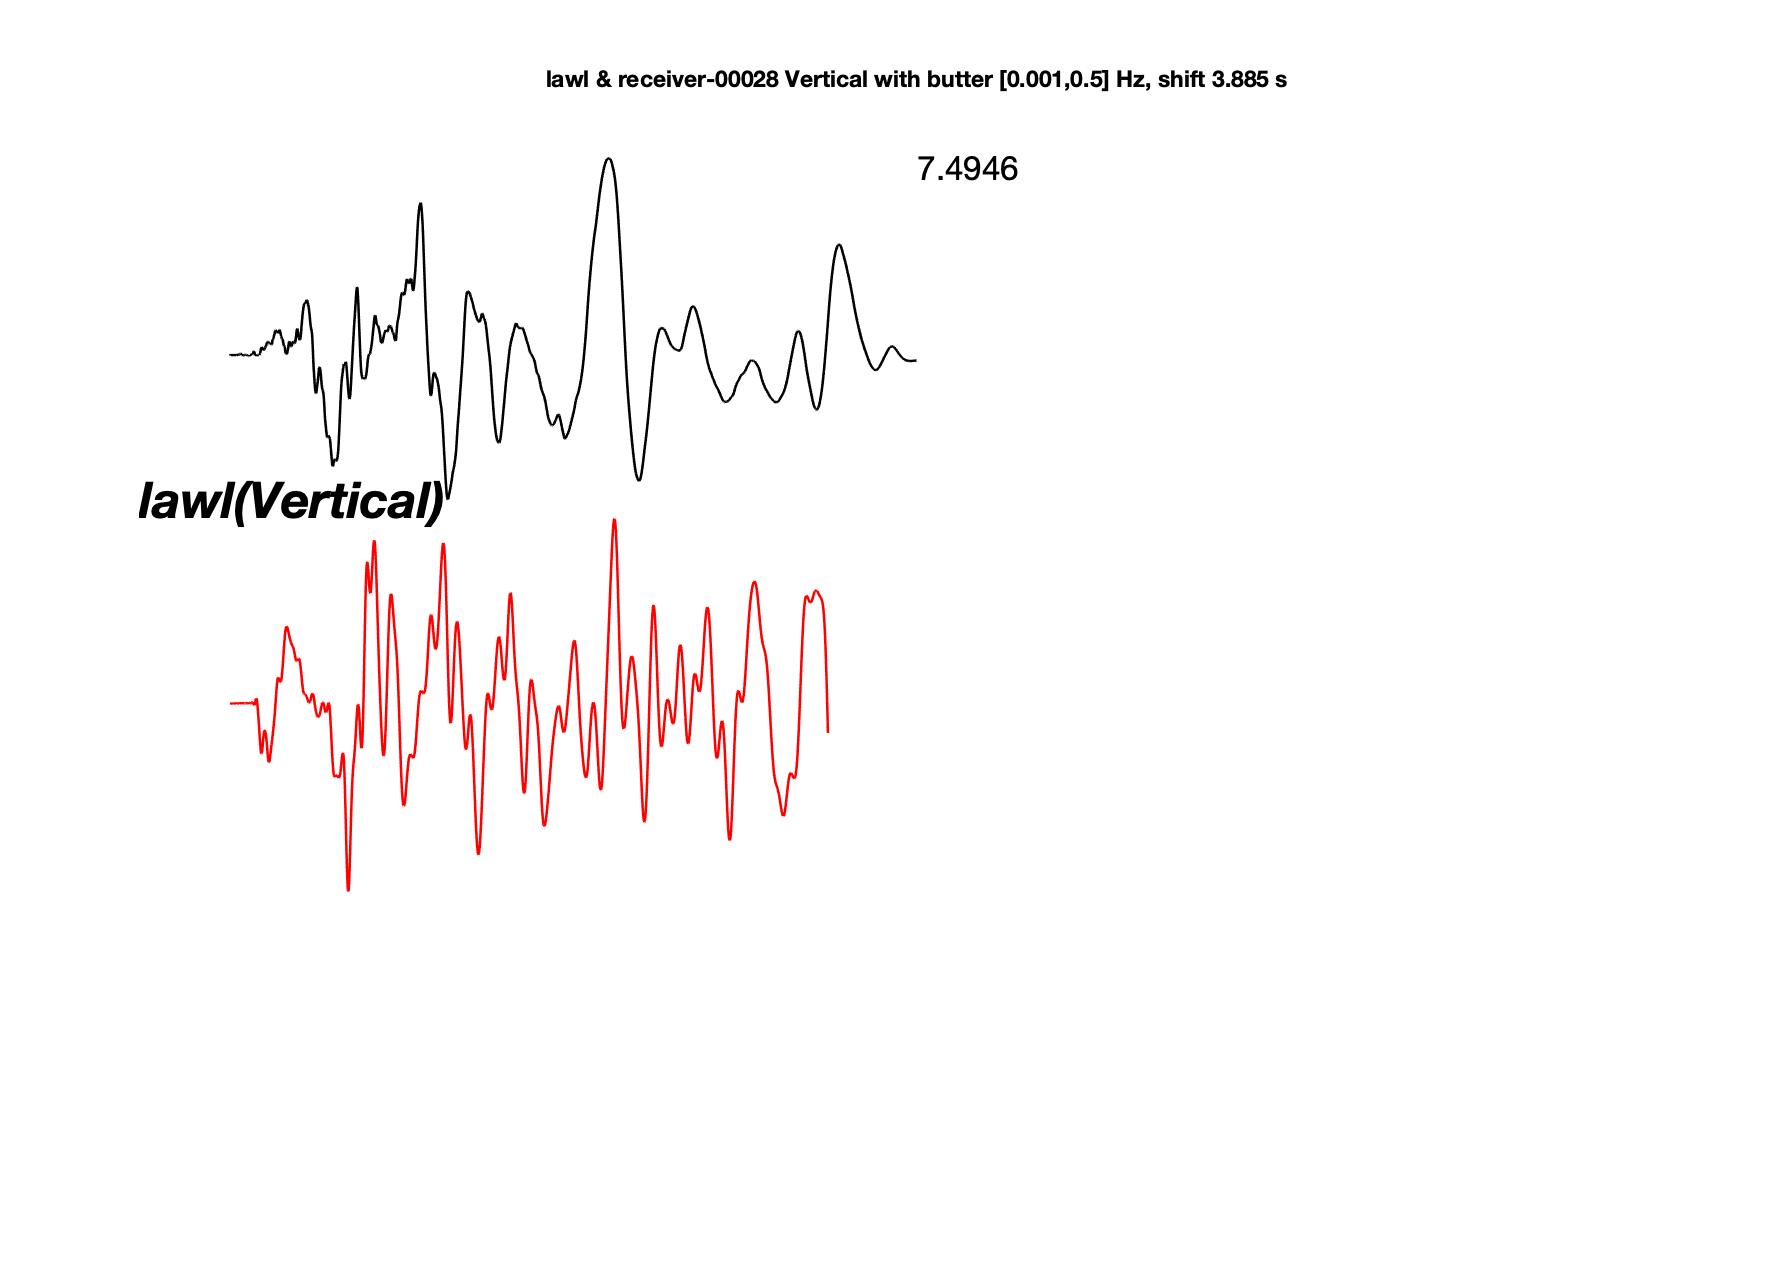 lawl & receiver-00028 Vertical with butter [0.001,0.5] Hz, shift 3.885 s
7.4946
lawl(Vertical)